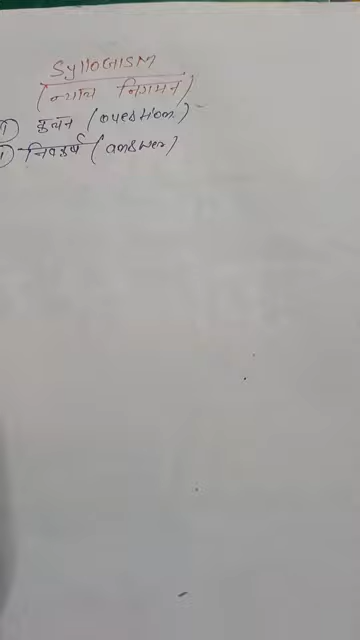 SYllOGISM
(न्याय निगमन)
① कथन (question)
① निष्कर्ष (answer)